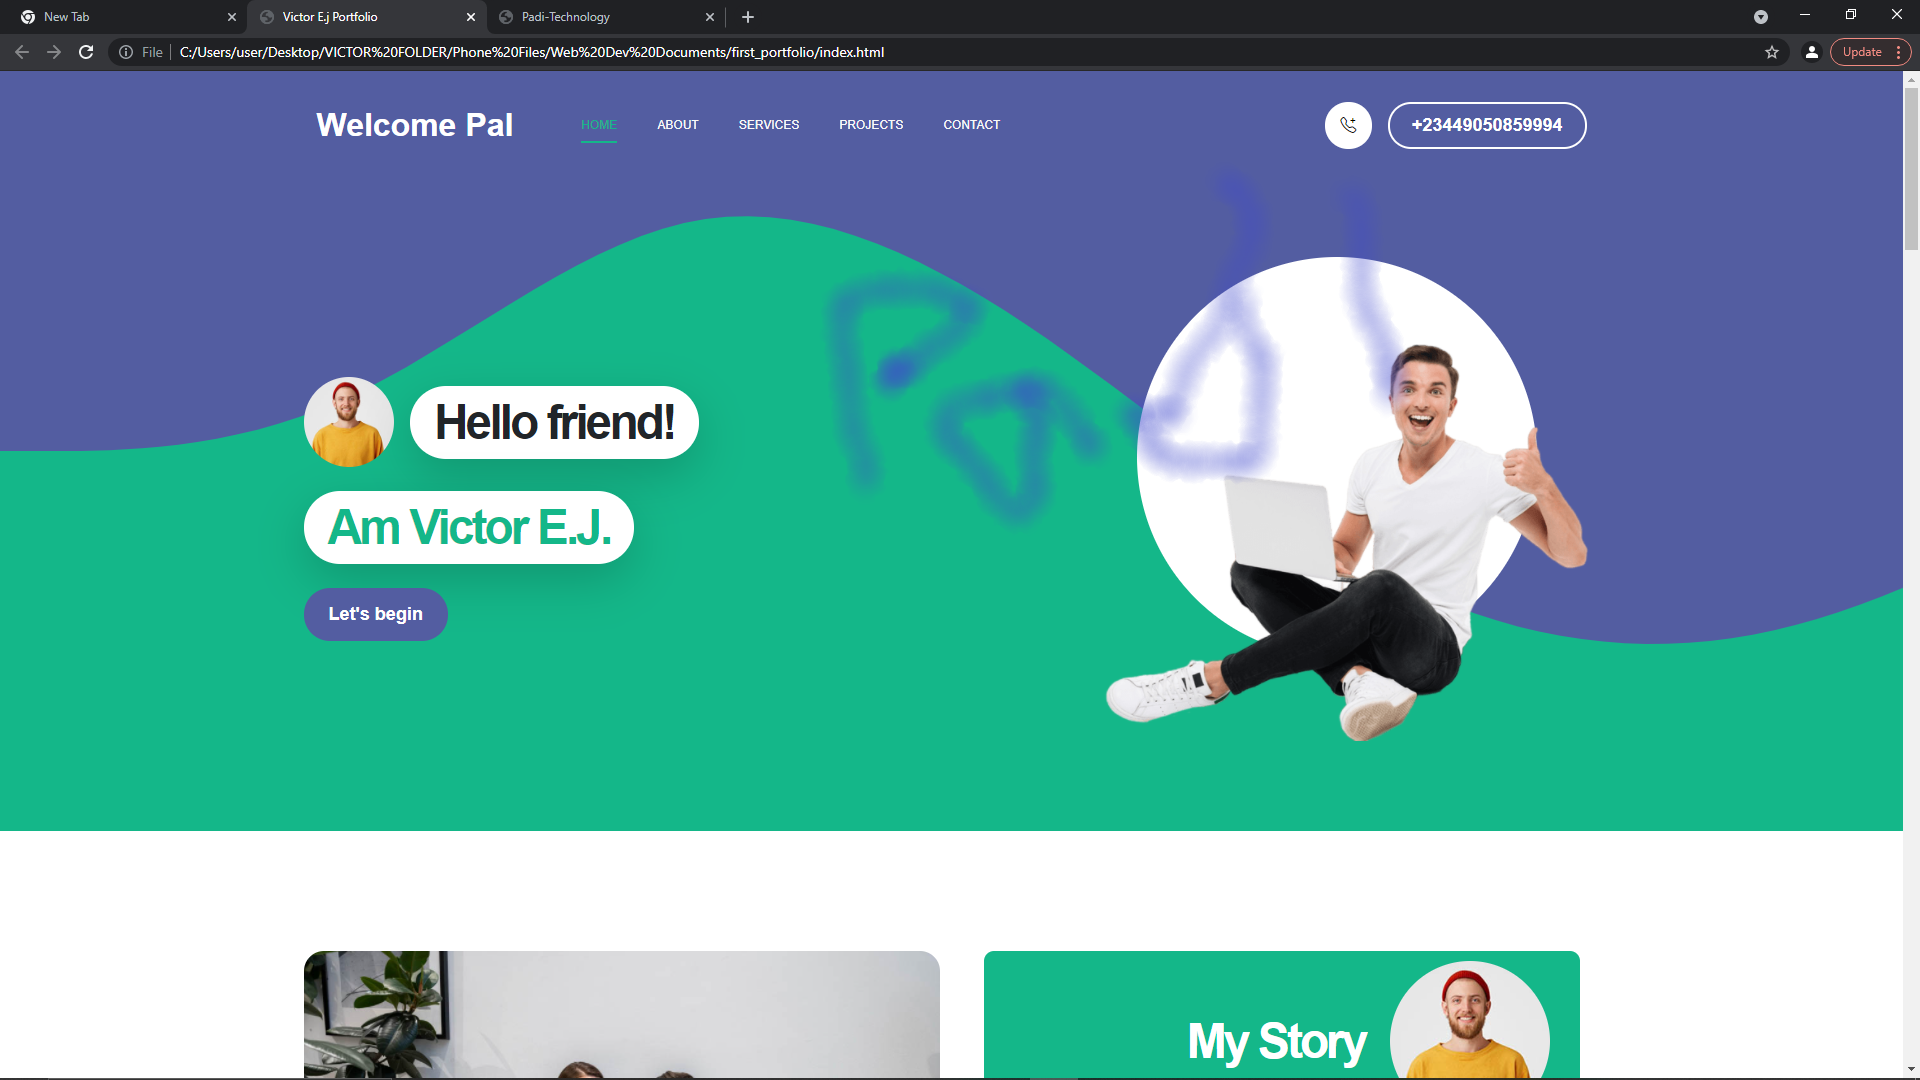 New Tab
Victor E.j Portfolio
Padi-Technology
File
C:/Users/user/Desktop/VICTOR%20FOLDER/Phone%20Files/Web%20Dev%20Documents/first_portfolio/index.html
Update
Welcome Pal
HOME
ABOUT
SERVICES
PROJECTS
CONTACT
+23449050859994
Padi
Hello friend!
Am Victor E.J.
Let's begin
My Story